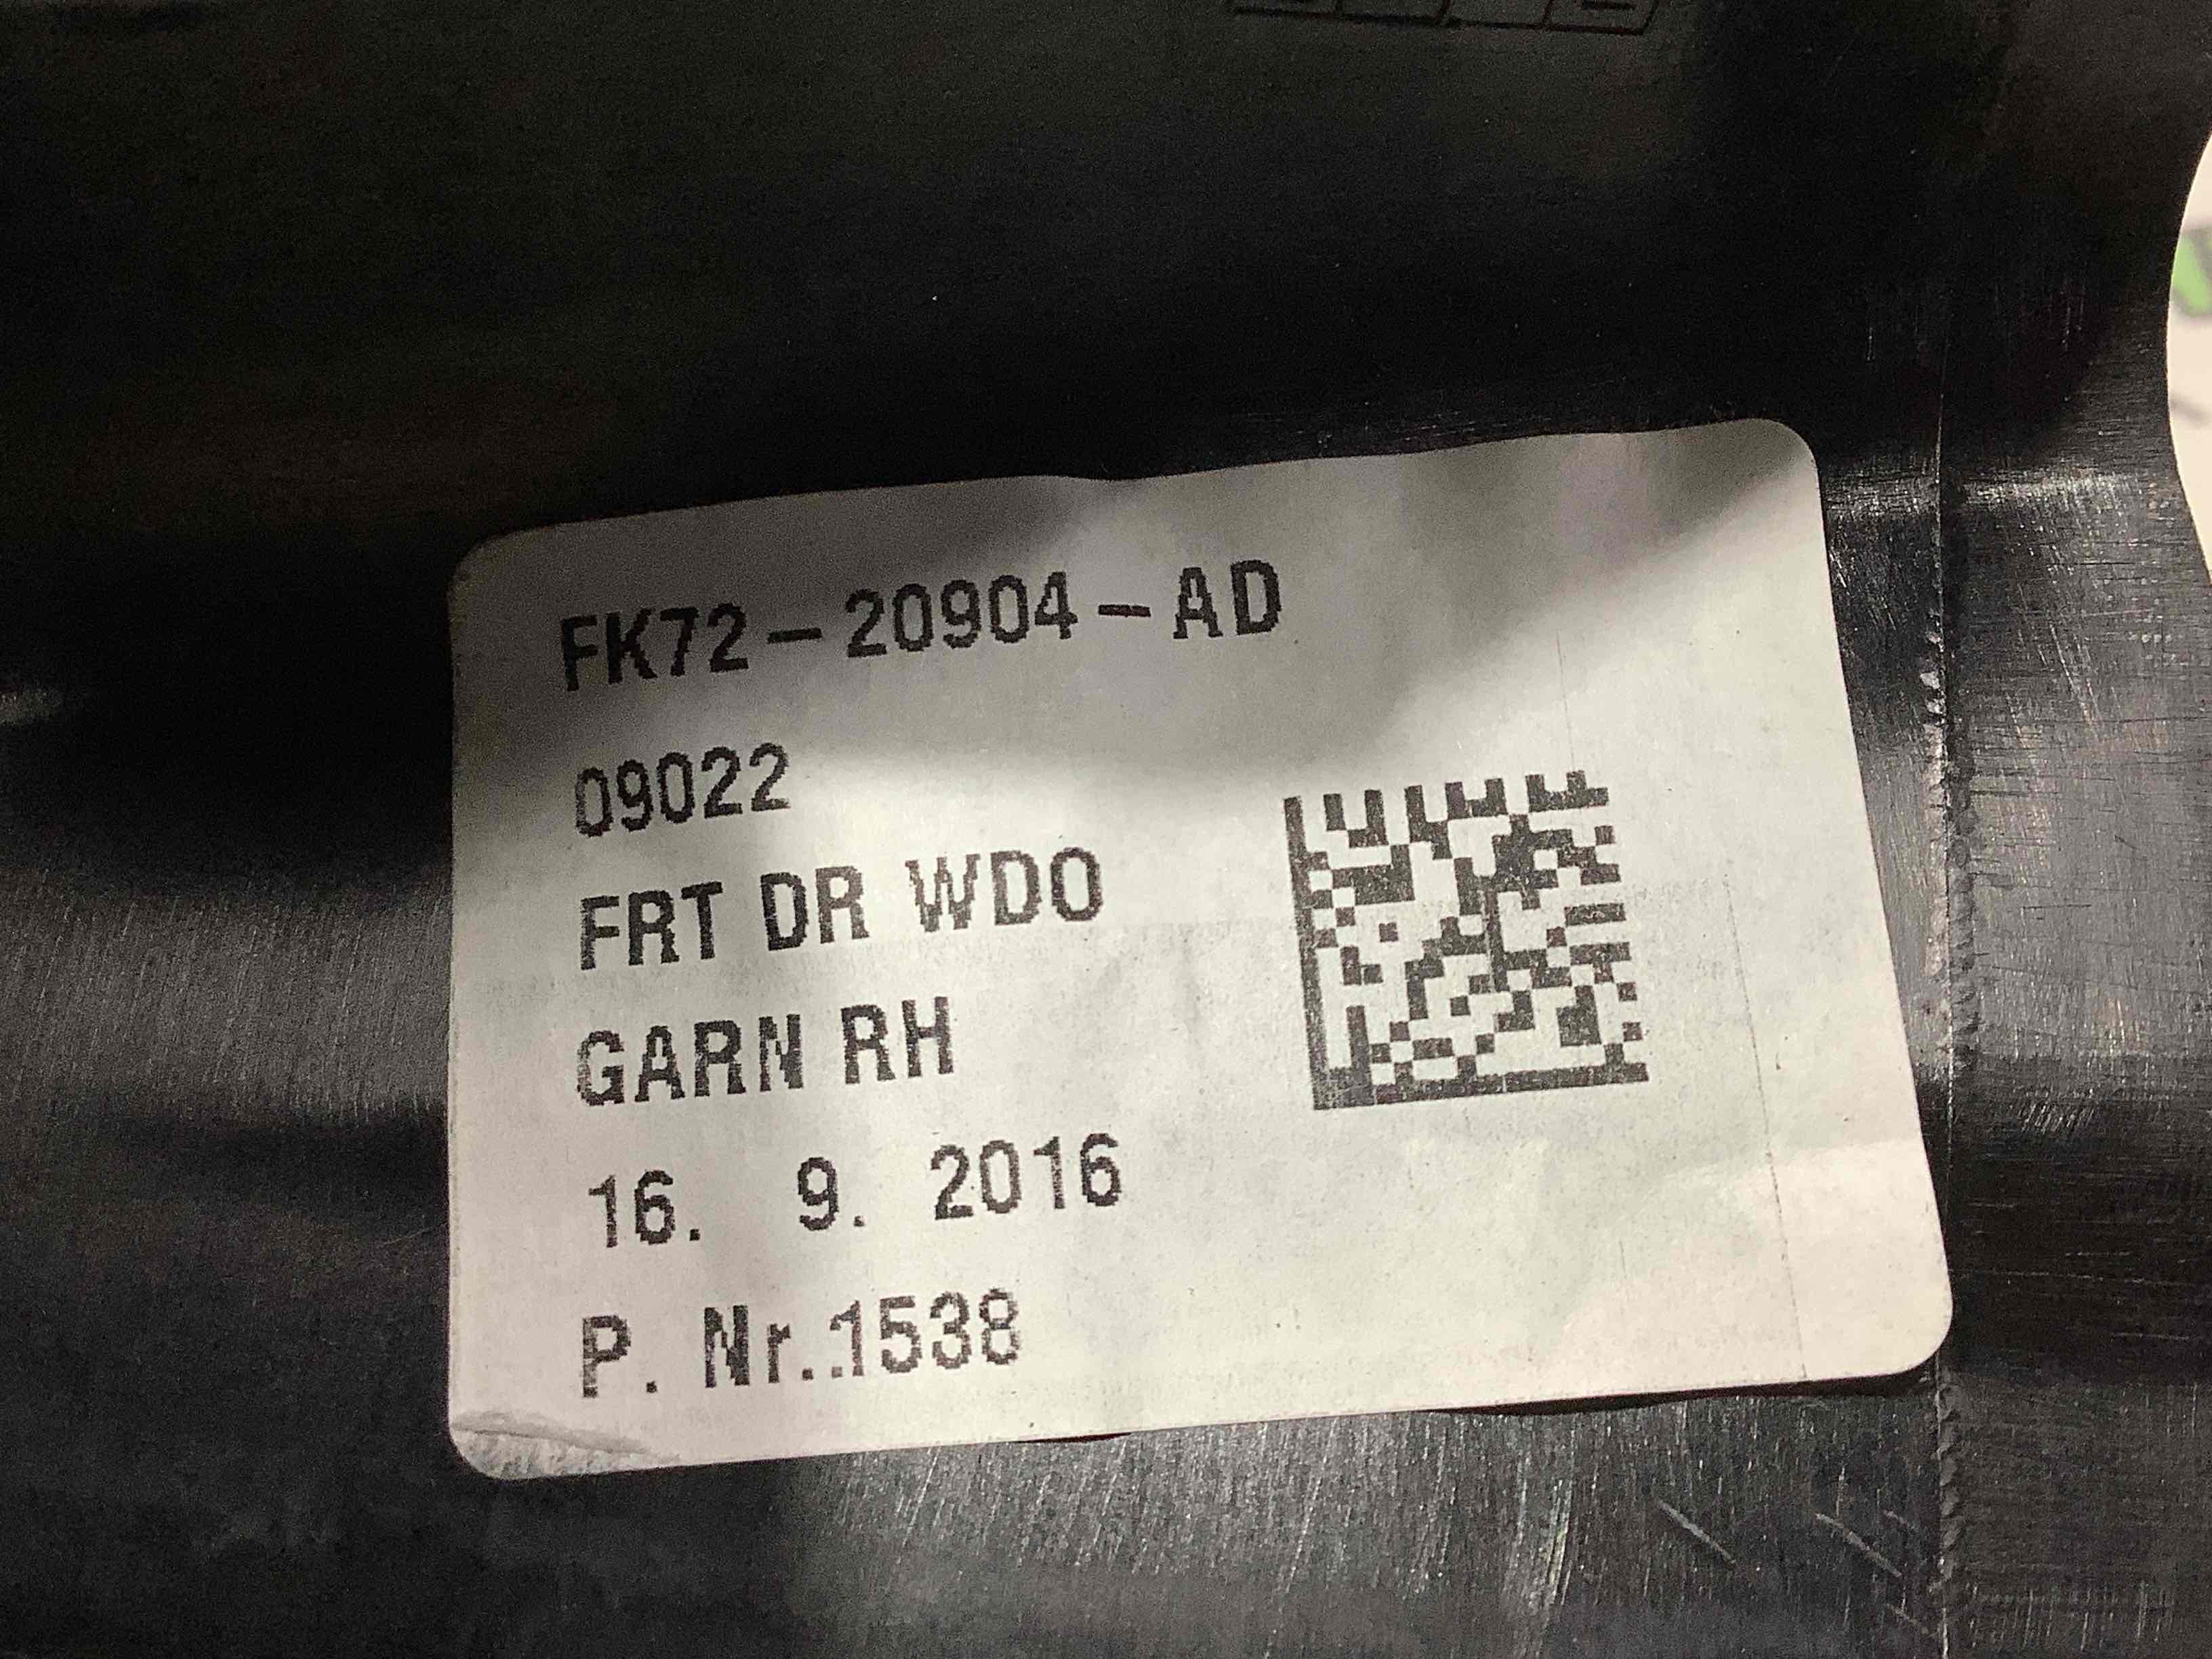 FK72-20904-AD
09022
FRT DR WDO
GARN RH
16. 9. 2016
P. Nr.:1538